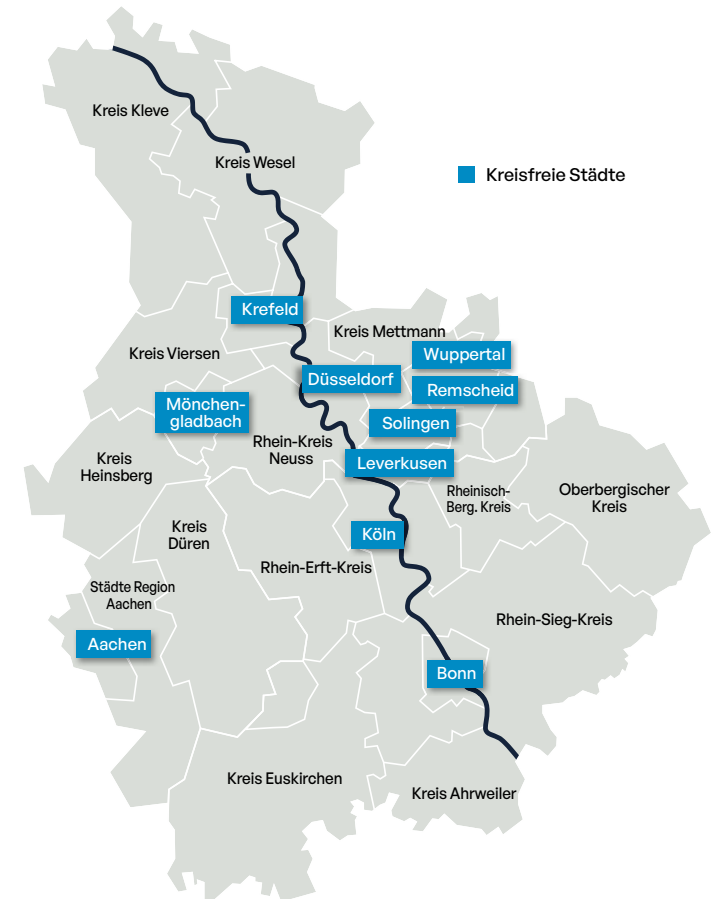 Kreis Kleve
Kreis Wesel
Kreisfreie Städte
Krefeld
Kreis Mettmann
Kreis Viersen
Wuppertal
Düsseldorf
Remscheid
Mönchen-
gladbach
Solingen
Rhein-Kreis
Neuss
Kreis
Heinsberg
Leverkusen
Rheinisch-
Berg. Kreis
Oberbergischer
Kreis
Kreis
Düren
Köln
Rhein-Erft-Kreis
Städte Region
Aachen
Rhein-Sieg-Kreis
Aachen
Bonn
Kreis Euskirchen
Kreis Ahrweiler